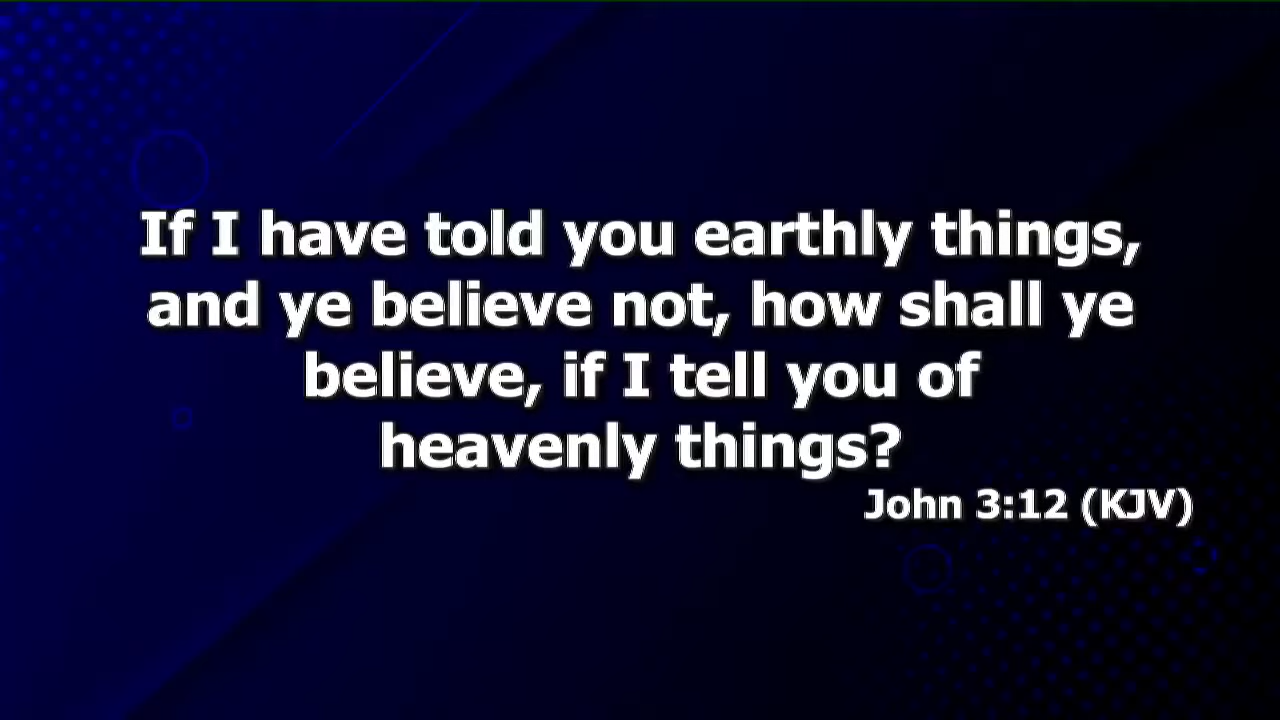 If I have told you earthly things,
and ye believe not, how shall ye
believe, if I tell you of
heavenly things?
John 3:12 (KJV)